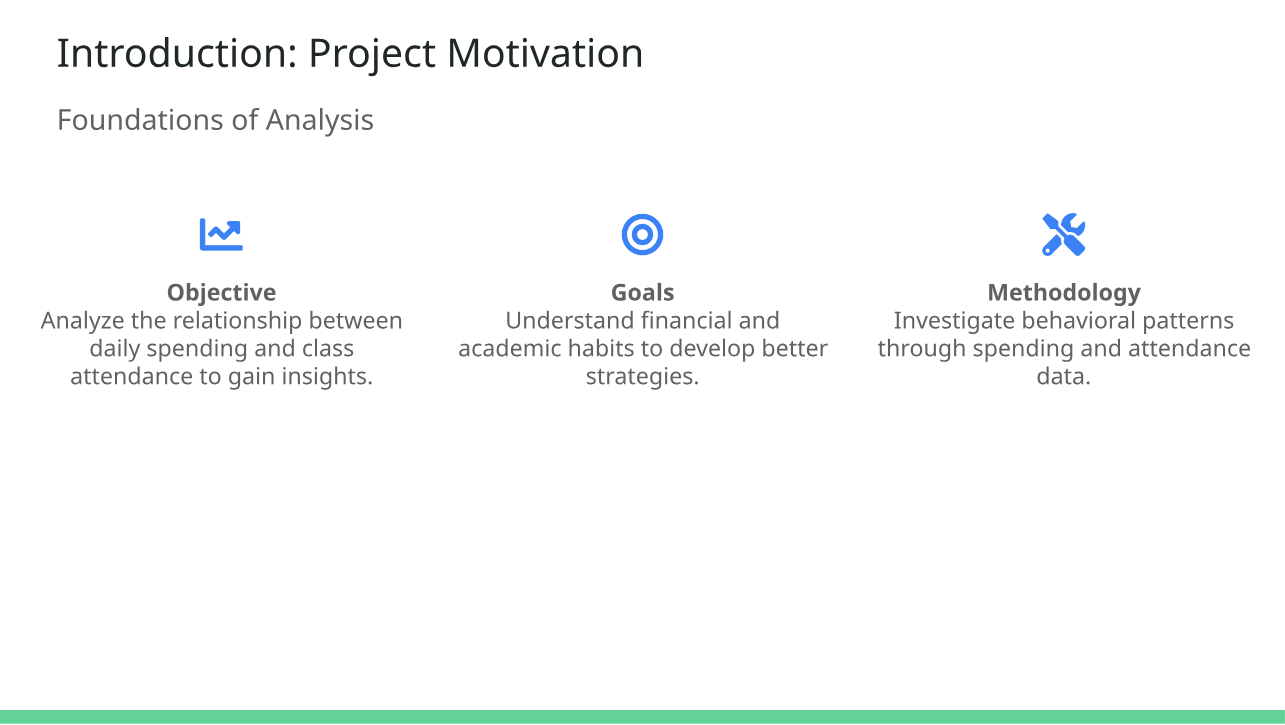 Introduction: Project Motivation
Foundations of Analysis
Objective
Analyze the relationship between
daily spending and class
attendance to gain insights.
Goals
Understand financial and
academic habits to develop better
strategies.
Methodology
Investigate behavioral patterns
through spending and attendance
data.